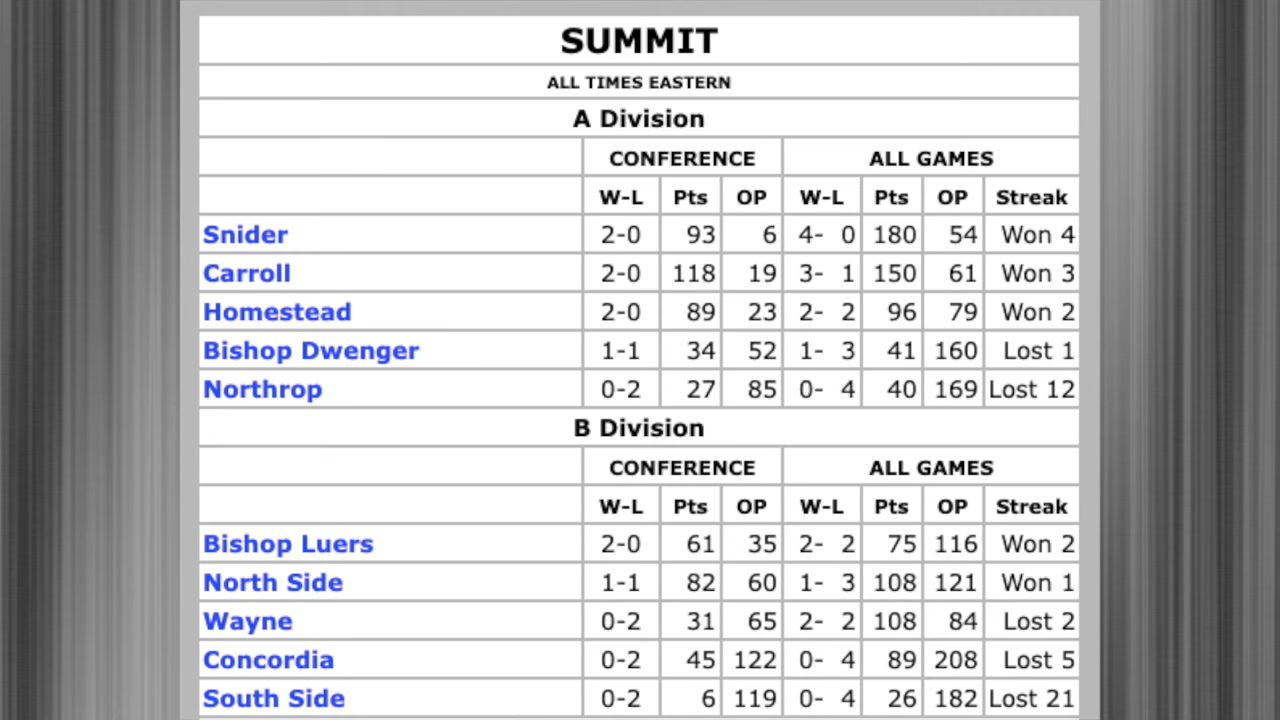 SUMMIT
ALL TIMES EASTERN
A Division
CONFERENCE ALL GAMES
W-L Pts OP W-L Pts OP Streak
Snider 2-0 93 6 4- 0 180 54 Won 4
Carroll 2-0 118 19 3- 1 150 61 Won 3
Homestead 2-0 89 23 2- 2 96 79 Won 2
Bishop Dwenger 1-1 34 52 1- 3 41 160 Lost 1
Northrop 0-2 27 85 0- 4 40 169 Lost 12
B Division
CONFERENCE ALL GAMES
W-L Pts OP W-L Pts OP Streak
Bishop Luers 2-0 61 35 2- 2 75 116 Won 2
North Side 1-1 82 60 1- 3 108 121 Won 1
Wayne 0-2 31 65 2- 2 108 84 Lost 2
Concordia 0-2 45 122 0- 4 89 208 Lost 5
South Side 0-2 6 119 0- 4 26 182 Lost 21